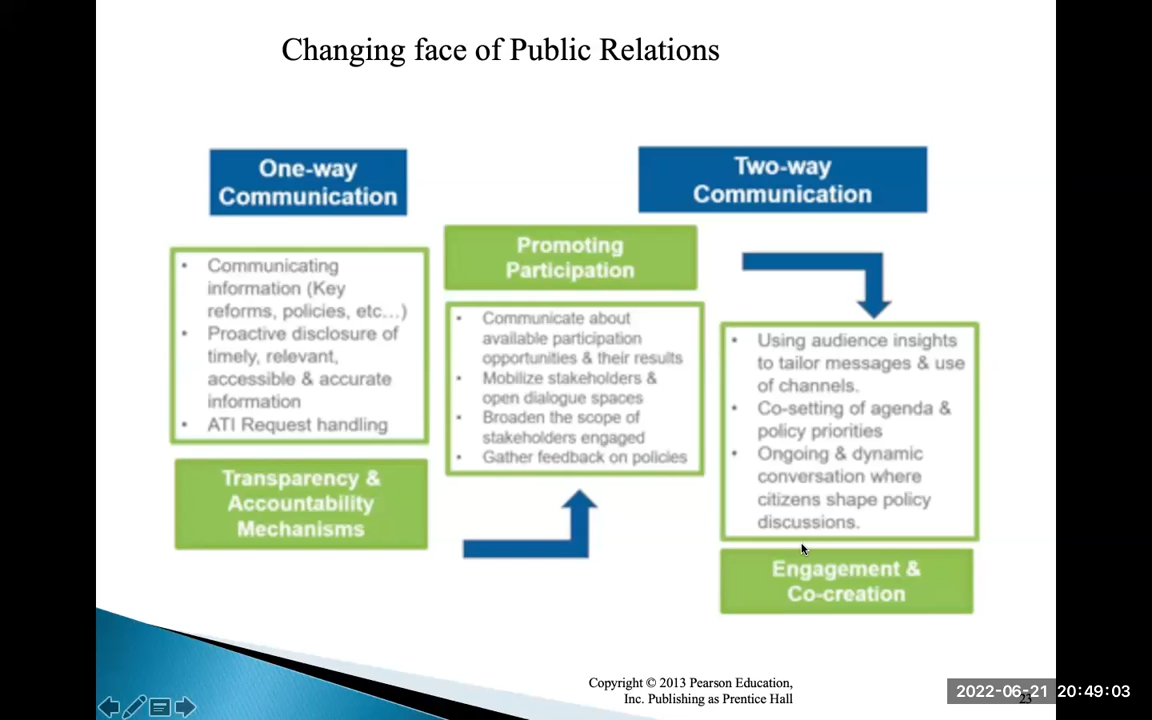 Changing face of Public Relations
One-way
Communication
Two-way
Communication
• Communicating
information (Key
reforms, policies, etc...)
• Proactive disclosure of
timely, relevant,
accessible & accurate
information
• ATI Request handling
Transparency &
Accountability
Mechanisms
Promoting
Participation
• Communicate about
available participation
opportunities & their results
• Mobilize stakeholders &
open dialogue spaces
• Broaden the scope of
stakeholders engaged
• Gather feedback on policies
• Using audience insights
to tailor messages & use
of channels.
• Co-setting of agenda &
policy priorities
• Ongoing & dynamic
conversation where
citizens shape policy
discussions.
Engagement &
Co-creation
Copyright © 2013 Pearson Education,
Inc. Publishing as Prentice Hall
2022-06-21 20:49:03